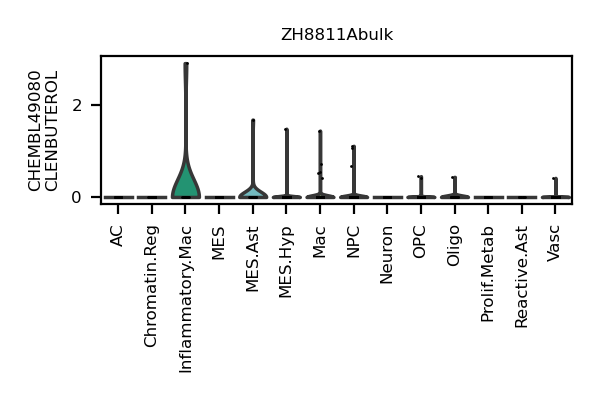 ZH8811Abulk
CHEMBL49080
CLENBUTEROL
2
0
AC
Chromatin.Reg
Inflammatory.Mac
MES
MES.Ast
MES.Hyp
Mac
NPC
Neuron
OPC
Oligo
Prolif.Metab
Reactive.Ast
Vasc